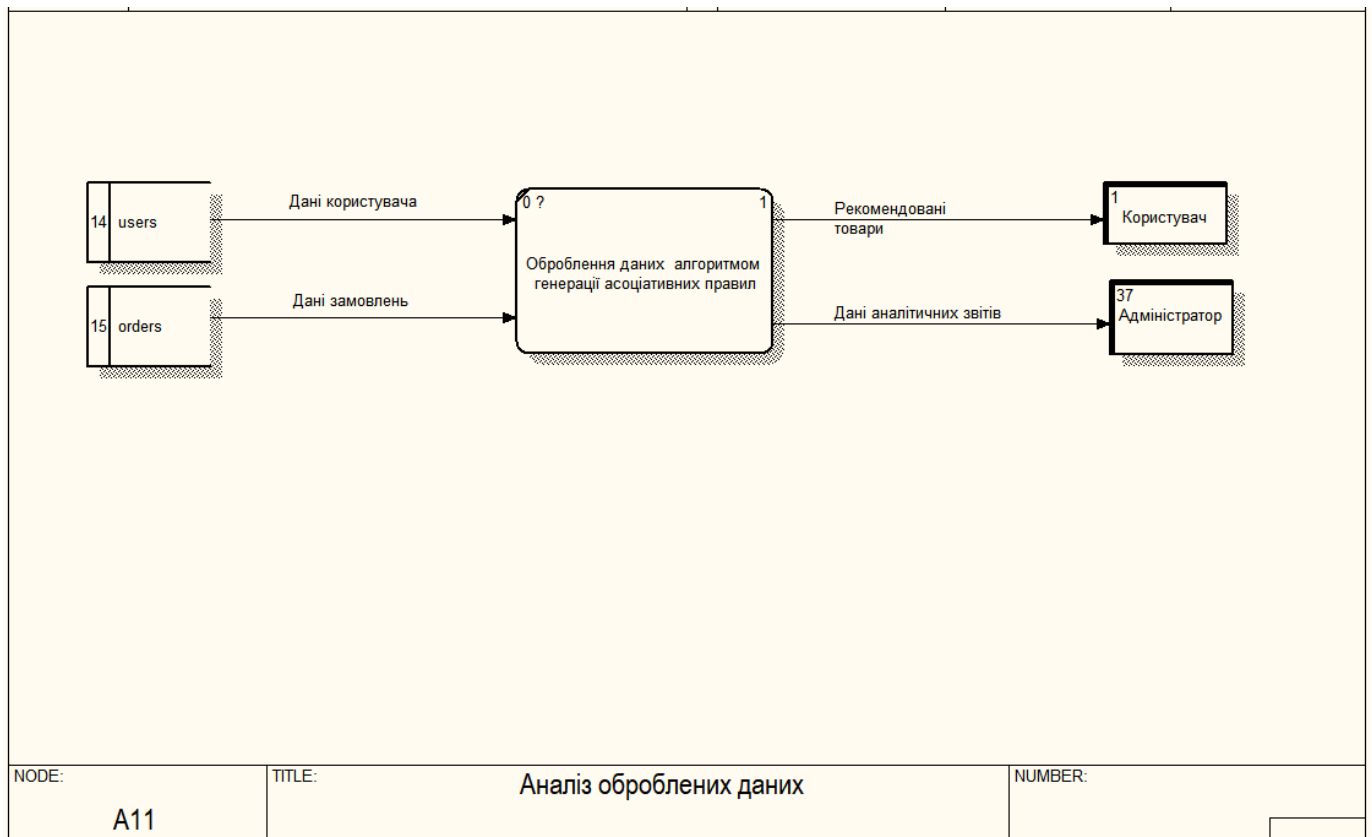 14 users
Дані користувача
0 ?
1
Оброблення даних алгоритмом
генерації асоціативних правил
Рекомендовані
товари
1
Користувач
15 orders
Дані замовлень
Дані аналітичних звітів
37
Адміністратор
NODE:
A11
TITLE:
Аналіз оброблених даних
NUMBER: